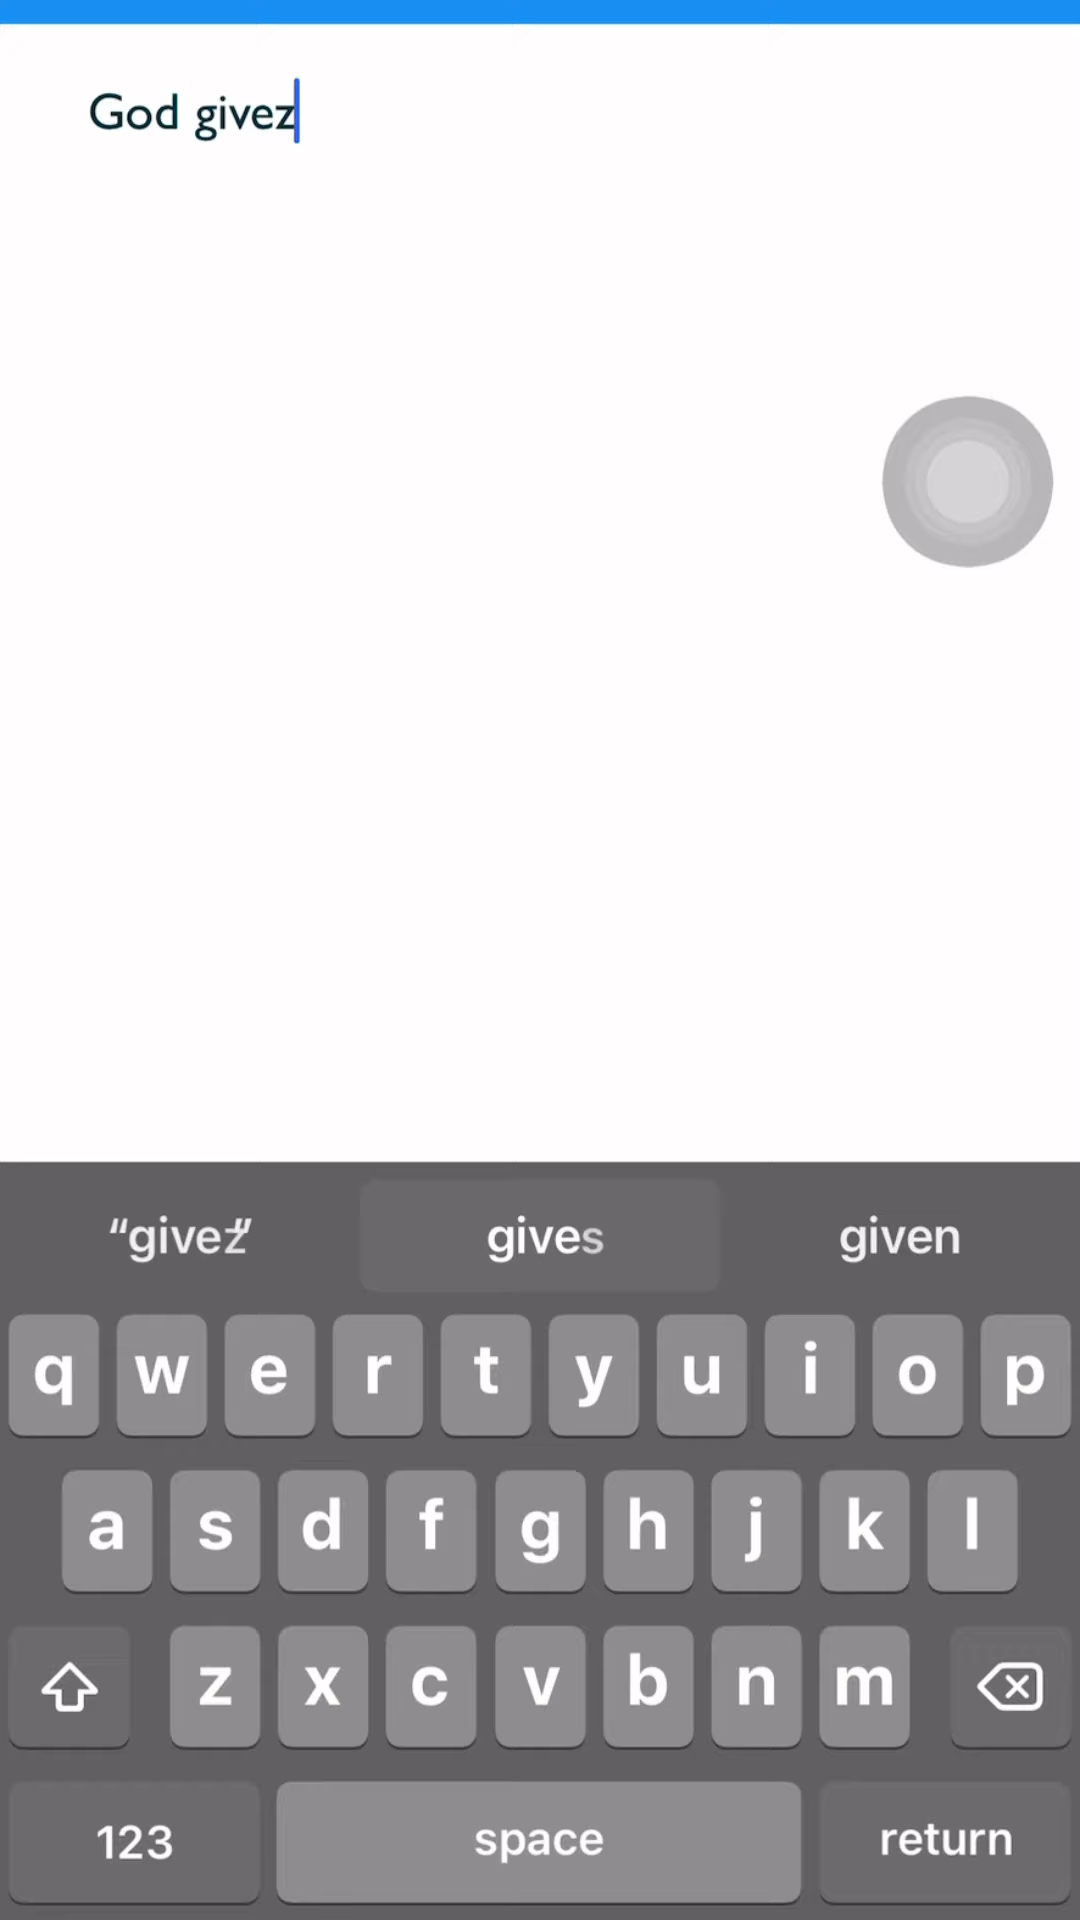 God givez
“givez” gives given
q w e r t y u i o p
a s d f g h j k l
z x c v b n m
123 space return